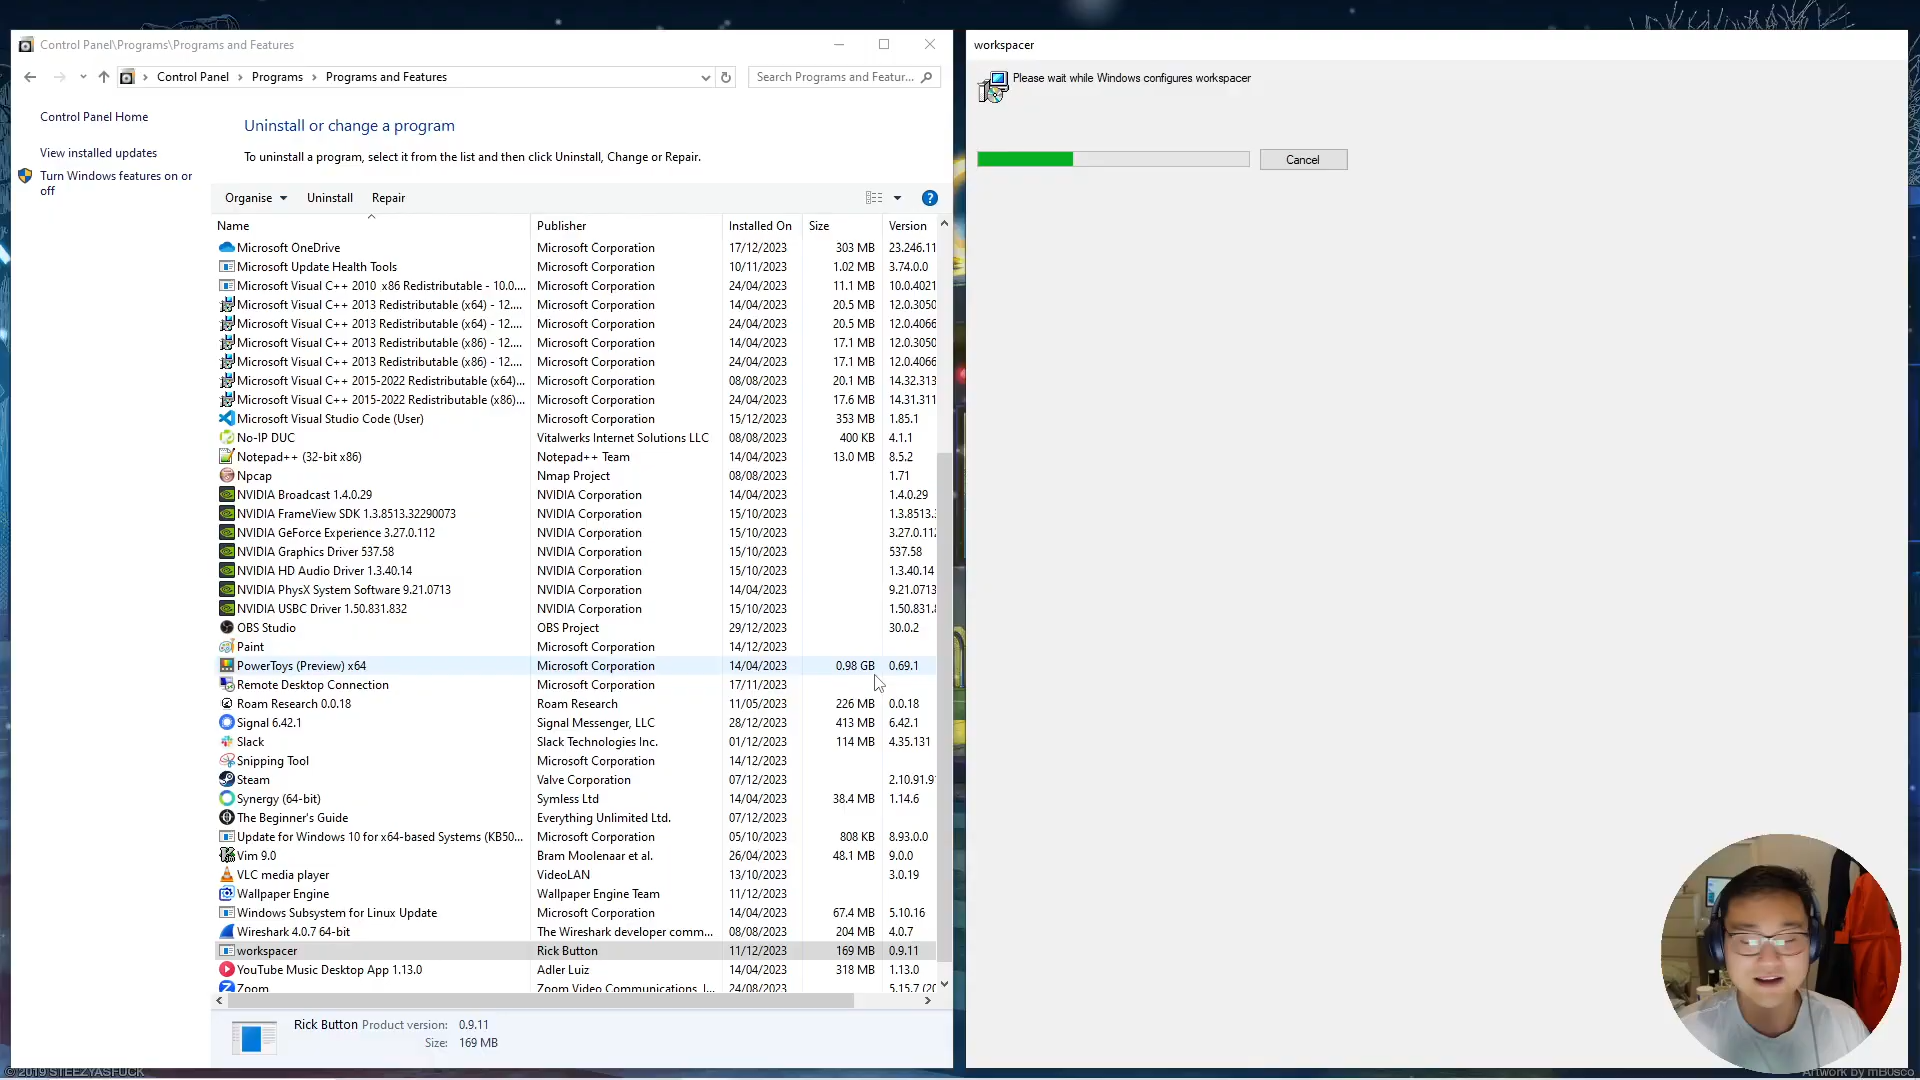 Control Panel\Programs\Programs and Features
Control Panel > Programs > Programs and Features
Search Programs and Featur...
Control Panel Home
View installed updates
Turn Windows features on or
off
Uninstall or change a program
To uninstall a program, select it from the list and then click Uninstall, Change or Repair.
Organise Uninstall Repair
Name Publisher Installed On Size Version
Microsoft OneDrive Microsoft Corporation 17/12/2023 303 MB 23.246.11
Microsoft Update Health Tools Microsoft Corporation 10/11/2023 1.02 MB 3.74.0.0
Microsoft Visual C++ 2010 x86 Redistributable - 10.0.... Microsoft Corporation 24/04/2023 11.1 MB 10.0.4021
Microsoft Visual C++ 2013 Redistributable (x64) - 12.... Microsoft Corporation 14/04/2023 20.5 MB 12.0.3050
Microsoft Visual C++ 2013 Redistributable (x64) - 12.... Microsoft Corporation 24/04/2023 20.5 MB 12.0.4066
Microsoft Visual C++ 2013 Redistributable (x86) - 12.... Microsoft Corporation 14/04/2023 17.1 MB 12.0.3050
Microsoft Visual C++ 2013 Redistributable (x86) - 12.... Microsoft Corporation 24/04/2023 17.1 MB 12.0.4066
Microsoft Visual C++ 2015-2022 Redistributable (x64)... Microsoft Corporation 08/08/2023 20.1 MB 14.32.313
Microsoft Visual C++ 2015-2022 Redistributable (x86)... Microsoft Corporation 24/04/2023 17.6 MB 14.31.311
Microsoft Visual Studio Code (User) Microsoft Corporation 15/12/2023 353 MB 1.85.1
No-IP DUC Vitalwerks Internet Solutions LLC 08/08/2023 400 KB 4.1.1
Notepad++ (32-bit x86) Notepad++ Team 14/04/2023 13.0 MB 8.5.2
Npcap Nmap Project 08/08/2023 1.71
NVIDIA Broadcast 1.4.0.29 NVIDIA Corporation 14/04/2023 1.4.0.29
NVIDIA FrameView SDK 1.3.8513.32290073 NVIDIA Corporation 15/10/2023 1.3.8513.
NVIDIA GeForce Experience 3.27.0.112 NVIDIA Corporation 15/10/2023 3.27.0.11
NVIDIA Graphics Driver 537.58 NVIDIA Corporation 15/10/2023 537.58
NVIDIA HD Audio Driver 1.3.40.14 NVIDIA Corporation 15/10/2023 1.3.40.14
NVIDIA PhysX System Software 9.21.0713 NVIDIA Corporation 14/04/2023 9.21.0713
NVIDIA USBC Driver 1.50.831.832 NVIDIA Corporation 15/10/2023 1.50.831.
OBS Studio OBS Project 29/12/2023 30.0.2
Paint Microsoft Corporation 14/12/2023
PowerToys (Preview) x64 Microsoft Corporation 14/04/2023 0.98 GB 0.69.1
Remote Desktop Connection Microsoft Corporation 17/11/2023
Roam Research 0.0.18 Roam Research 11/05/2023 226 MB 0.0.18
Signal 6.42.1 Signal Messenger, LLC 28/12/2023 413 MB 6.42.1
Slack Slack Technologies Inc. 01/12/2023 114 MB 4.35.131
Snipping Tool Microsoft Corporation 14/12/2023
Steam Valve Corporation 07/12/2023 2.10.91.9
Synergy (64-bit) Symless Ltd 14/04/2023 38.4 MB 1.14.6
The Beginner's Guide Everything Unlimited Ltd. 07/12/2023
Update for Windows 10 for x64-based Systems (KB50... Microsoft Corporation 05/10/2023 808 KB 8.93.0.0
Vim 9.0 Bram Moolenaar et al. 26/04/2023 48.1 MB 9.0.0
VLC media player VideoLAN 13/10/2023 3.0.19
Wallpaper Engine Wallpaper Engine Team 11/12/2023
Windows Subsystem for Linux Update Microsoft Corporation 14/04/2023 67.4 MB 5.10.16
Wireshark 4.0.7 64-bit The Wireshark developer comm... 08/08/2023 204 MB 4.0.7
workspacer Rick Button 11/12/2023 169 MB 0.9.11
YouTube Music Desktop App 1.13.0 Adler Luiz 14/04/2023 318 MB 1.13.0
Zoom Zoom Video Communications, I... 24/08/2023 5.15.7 (20
Rick Button Product version: 0.9.11
Size: 169 MB
workspacer
Please wait while Windows configures workspacer
Cancel
© 2019 STEEZYASFUCK
Artwork by mBosco